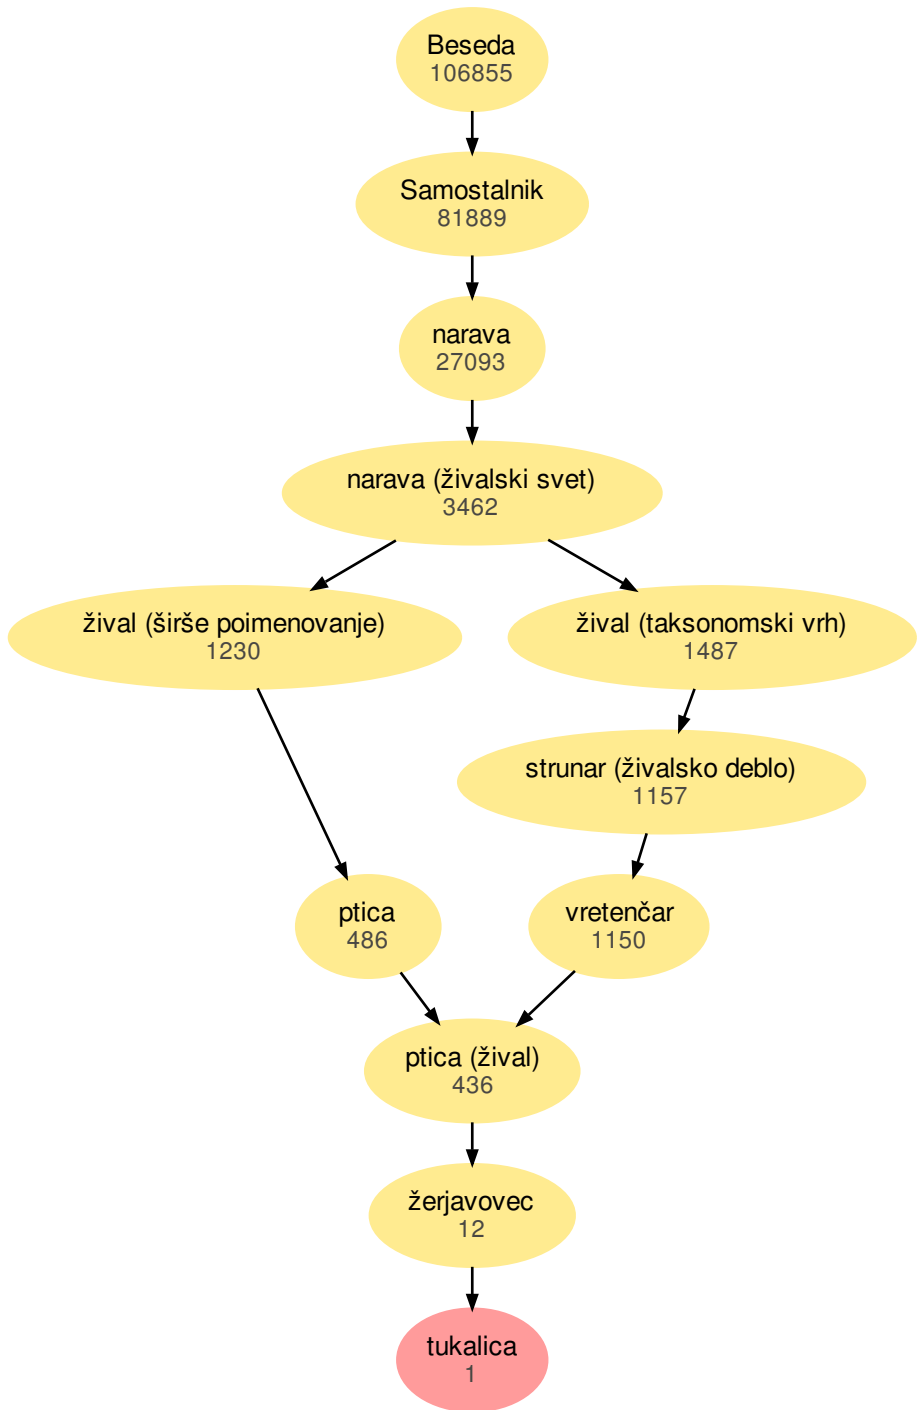 Beseda
106855
Samostalnik
81889
narava
27093
narava (živalski svet)
3462
žival (širše poimenovanje)
1230
žival (taksonomski vrh)
1487
strunar (živalsko deblo)
1157
ptica
486
vretenčar
1150
ptica (žival)
436
žerjavovec
12
tukalica
1